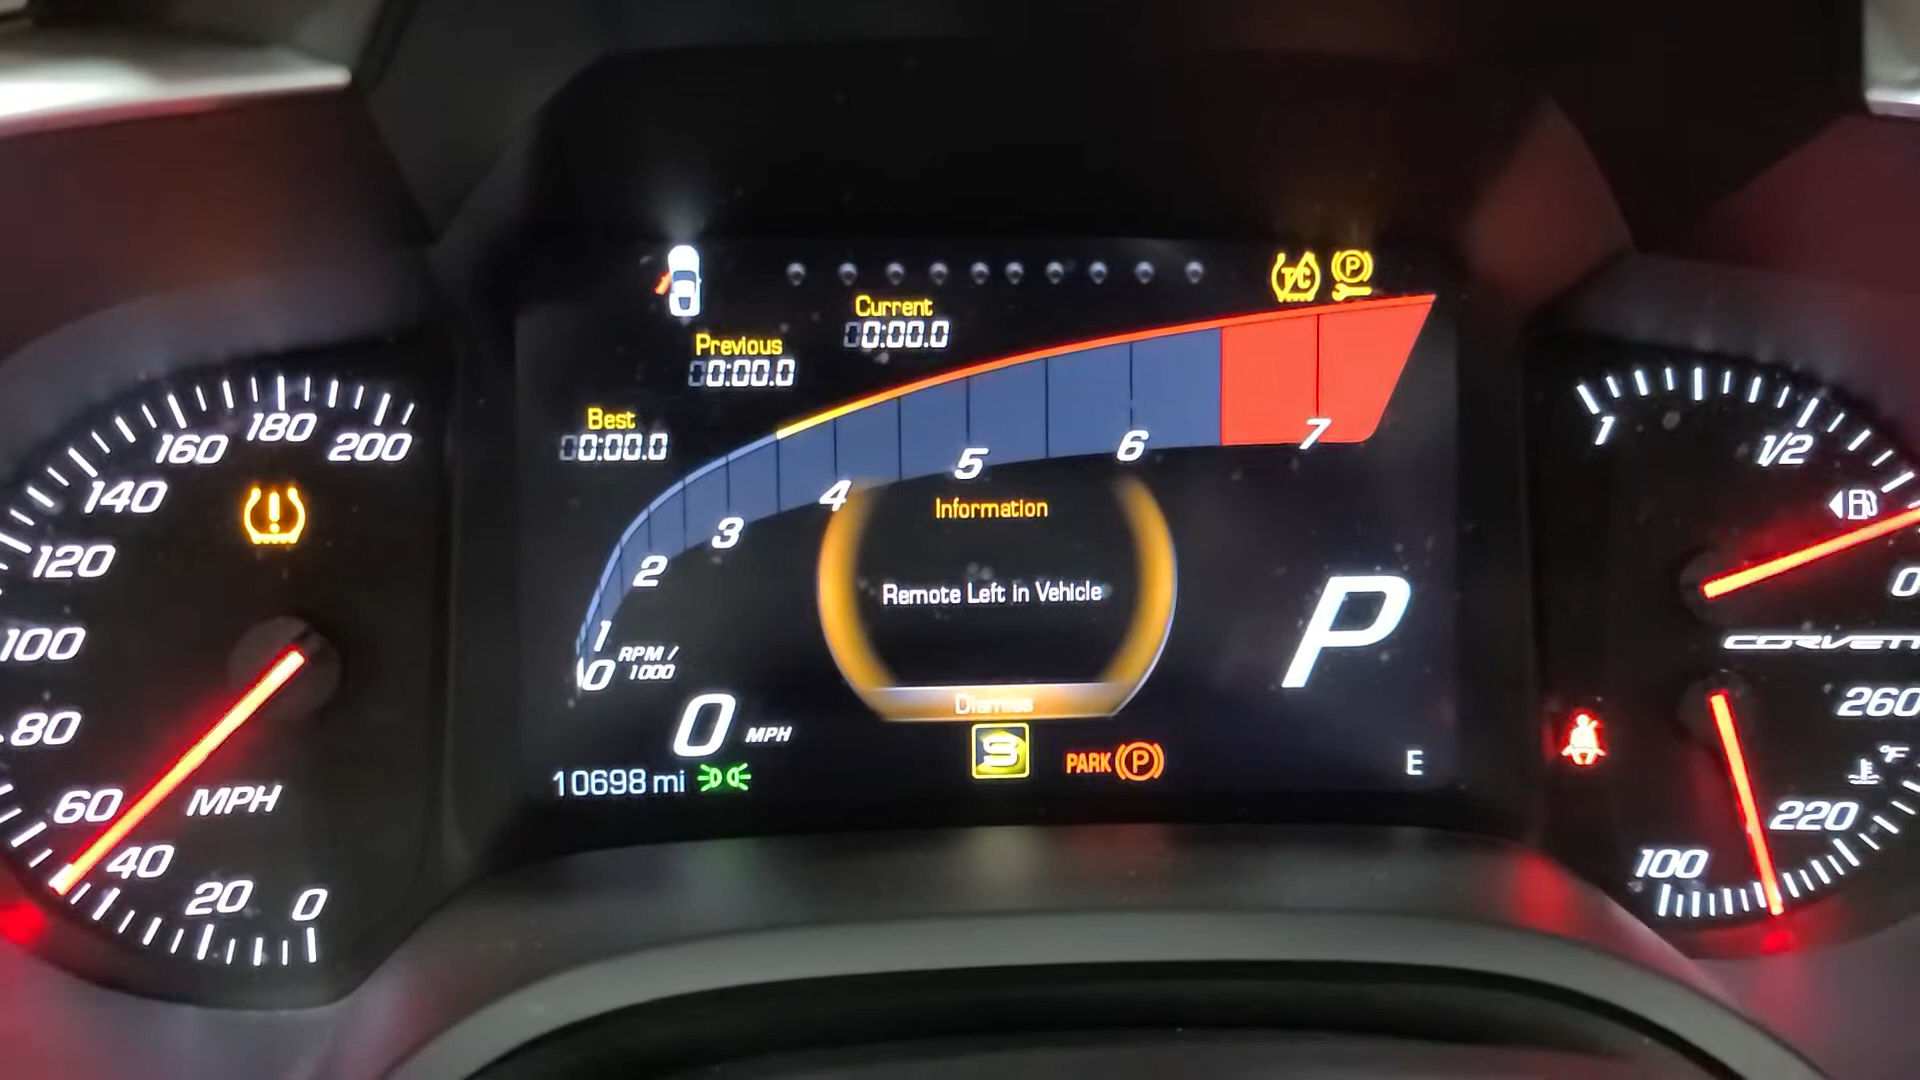 200
180
160
140
120
100
80
60
40
20
0
MPH
Current
00:00.0
Previous
00:00.0
Best
00:00.0
TC
P
7
6
5
4
3
2
1
0
RPM /
1000
Information
Remote Left in Vehicle
Dismiss
P
0 MPH
10698 mi
PARK P
E
1
1/2
0
260
°F
220
100